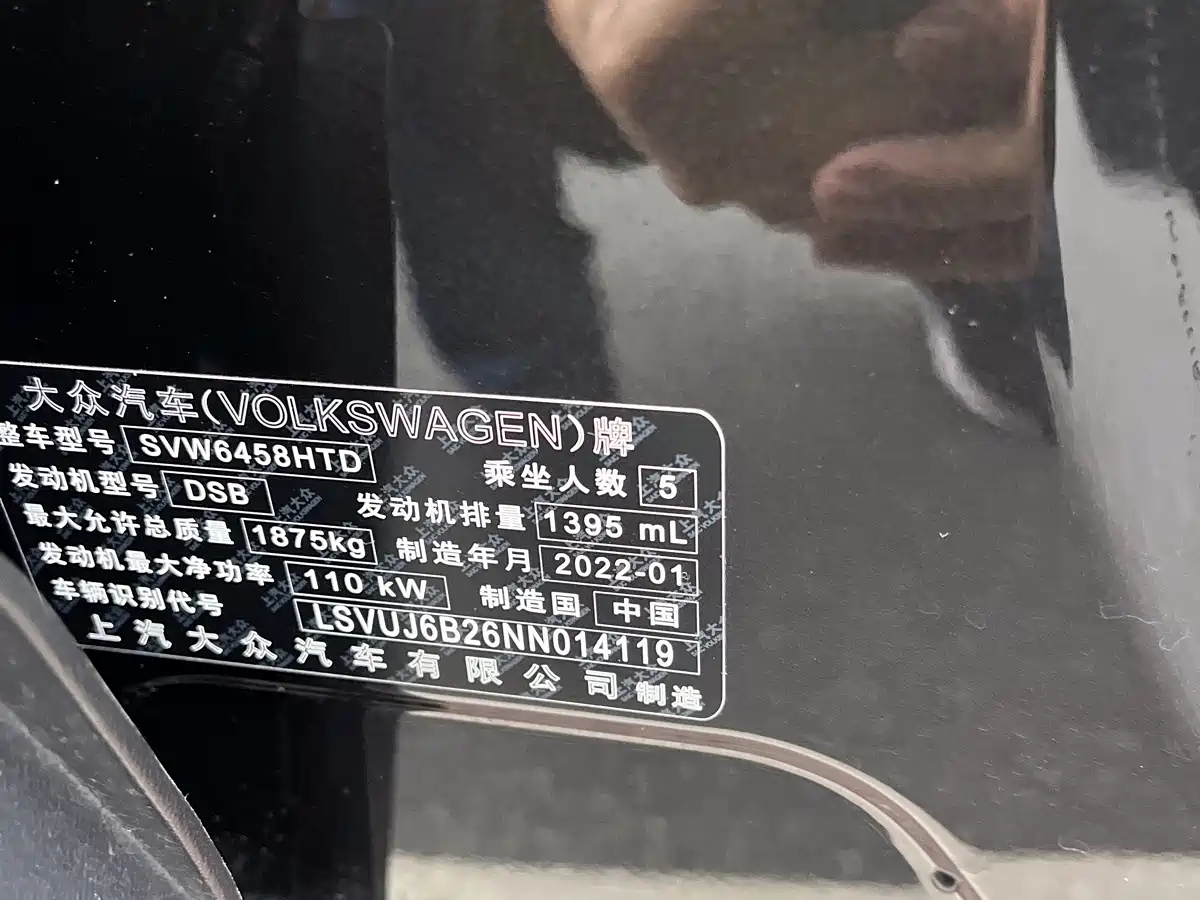 大众汽车(VOLKSWAGEN)牌
整车型号 SVW6458HTD 乘坐人数 5
发动机型号 DSB 发动机排量 1395 mL
最大允许总质量 1875kg 制造年月 2022-01
发动机最大净功率 110 kW 制造国 中国
车辆识别代号 LSVUJ6B26NN014119
上汽大众汽车有限公司制造